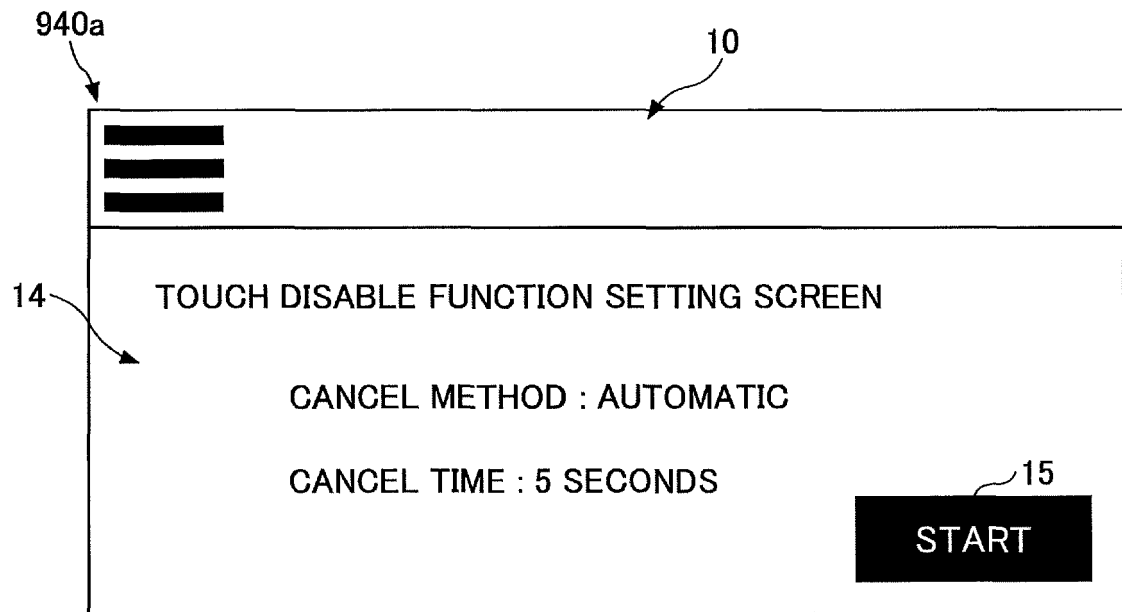 940a
10
14
TOUCH DISABLE FUNCTION SETTING SCREEN
CANCEL METHOD : AUTOMATIC
CANCEL TIME : 5 SECONDS
15
START